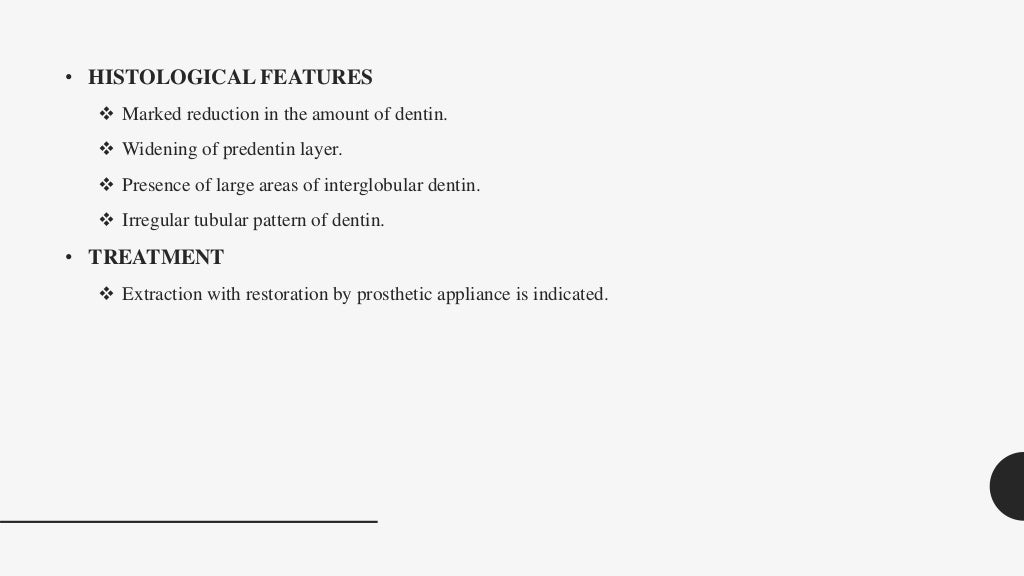 • HISTOLOGICAL FEATURES
❖ Marked reduction in the amount of dentin.
❖ Widening of predentin layer.
❖ Presence of large areas of interglobular dentin.
❖ Irregular tubular pattern of dentin.
• TREATMENT
❖ Extraction with restoration by prosthetic appliance is indicated.